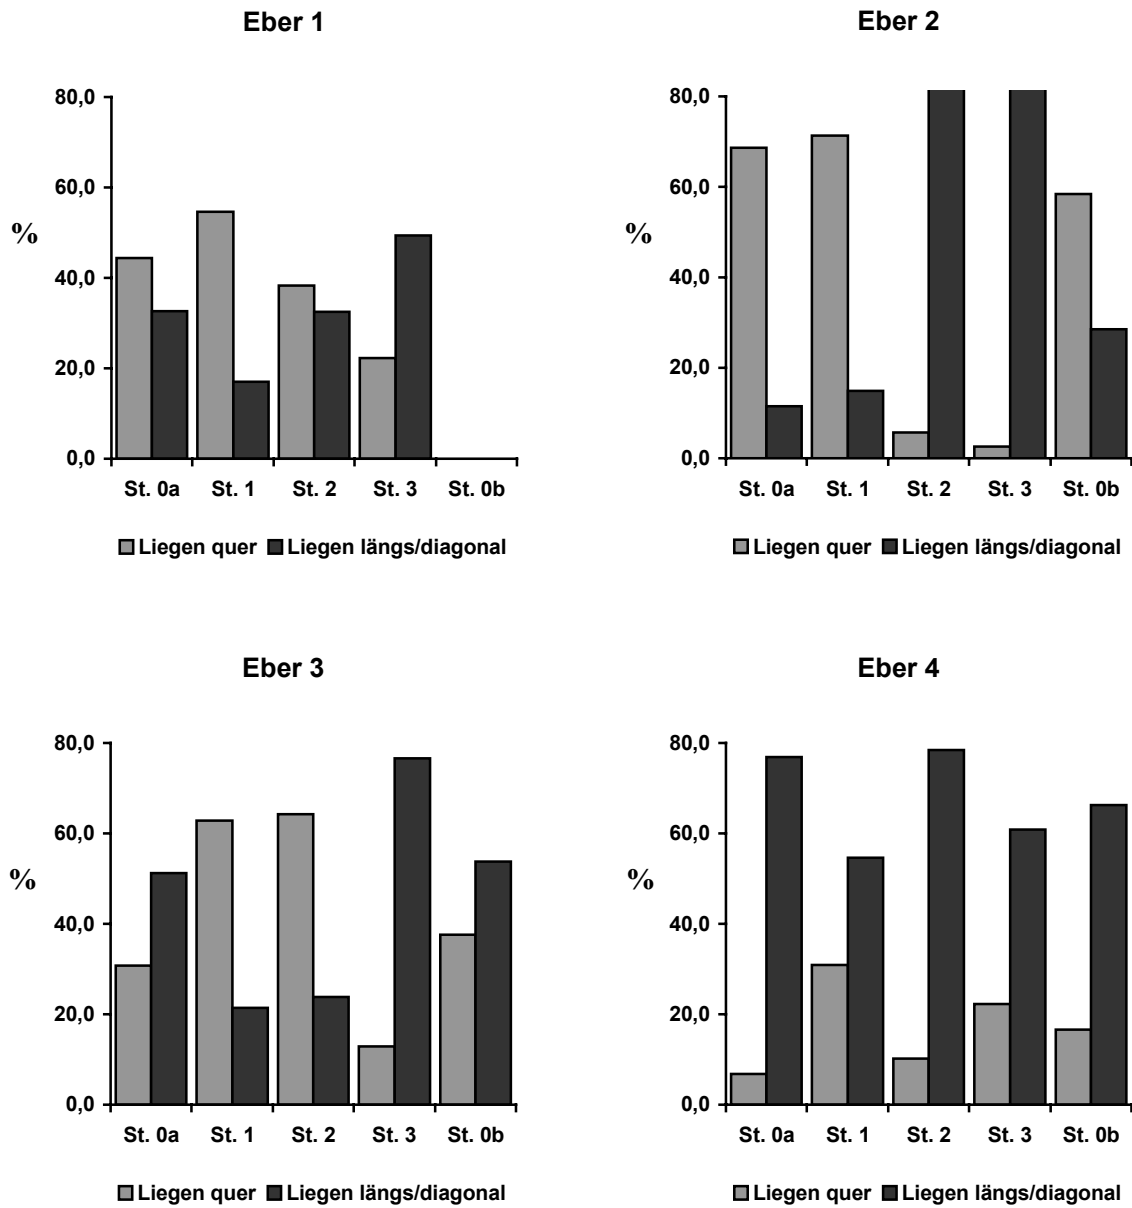 Eber 1
80,0
60,0
%
40,0
20,0
0,0
St. 0a St. 1 St. 2 St. 3 St. 0b
Liegen quer Liegen längs/diagonal
Eber 2
80,0
60,0
%
40,0
20,0
0,0
St. 0a St. 1 St. 2 St. 3 St. 0b
Liegen quer Liegen längs/diagonal
Eber 3
80,0
60,0
%
40,0
20,0
0,0
St. 0a St. 1 St. 2 St. 3 St. 0b
Liegen quer Liegen längs/diagonal
Eber 4
80,0
60,0
%
40,0
20,0
0,0
St. 0a St. 1 St. 2 St. 3 St. 0b
Liegen quer Liegen längs/diagonal